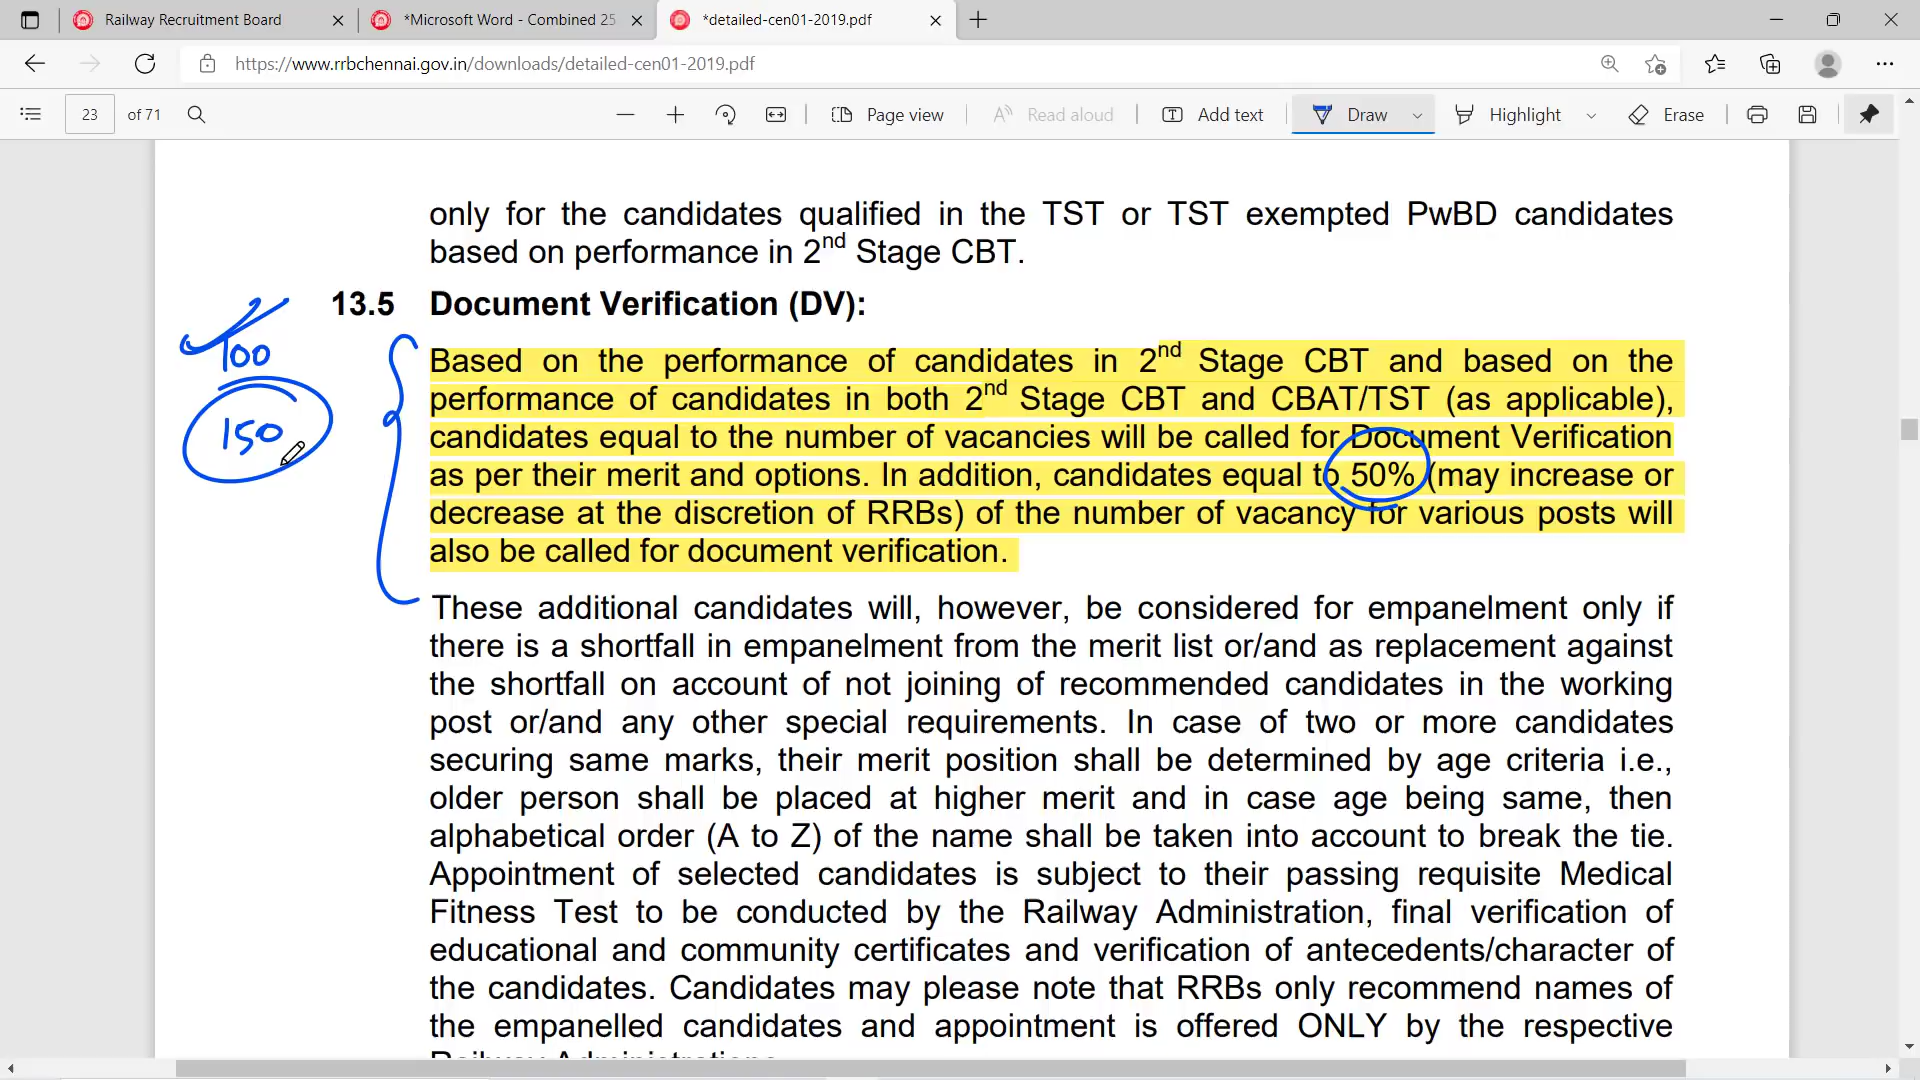 Railway Recruitment Board
*Microsoft Word - Combined 25
*detailed-cen01-2019.pdf
https://www.rrbchennai.gov.in/downloads/detailed-cen01-2019.pdf
23 of 71
Page view
Read aloud
Add text
Draw
Highlight
Erase
only for the candidates qualified in the TST or TST exempted PwBD candidates
based on performance in 2nd Stage CBT.
13.5 Document Verification (DV):
100
150
Based on the performance of candidates in 2nd Stage CBT and based on the
performance of candidates in both 2nd Stage CBT and CBAT/TST (as applicable),
candidates equal to the number of vacancies will be called for Document Verification
as per their merit and options. In addition, candidates equal to 50% (may increase or
decrease at the discretion of RRBs) of the number of vacancy for various posts will
also be called for document verification.
These additional candidates will, however, be considered for empanelment only if
there is a shortfall in empanelment from the merit list or/and as replacement against
the shortfall on account of not joining of recommended candidates in the working
post or/and any other special requirements. In case of two or more candidates
securing same marks, their merit position shall be determined by age criteria i.e.,
older person shall be placed at higher merit and in case age being same, then
alphabetical order (A to Z) of the name shall be taken into account to break the tie.
Appointment of selected candidates is subject to their passing requisite Medical
Fitness Test to be conducted by the Railway Administration, final verification of
educational and community certificates and verification of antecedents/character of
the candidates. Candidates may please note that RRBs only recommend names of
the empanelled candidates and appointment is offered ONLY by the respective
Railway Administrations.